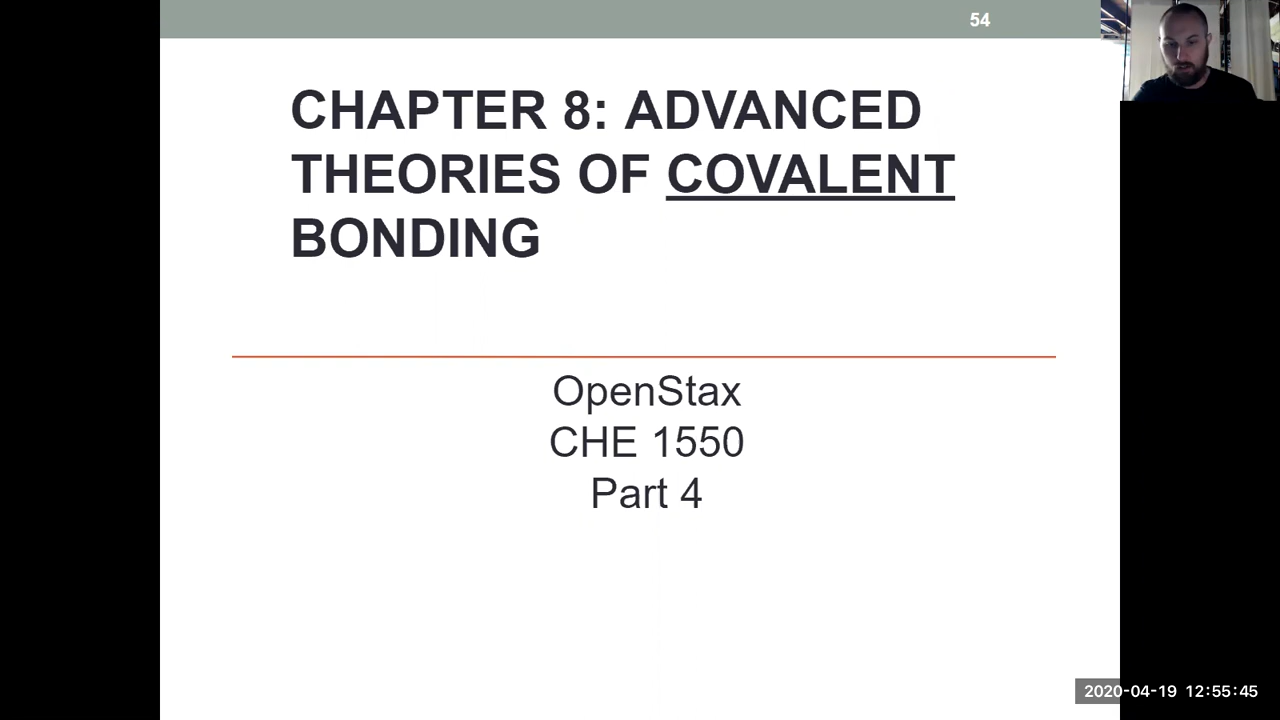 54
CHAPTER 8: ADVANCED
THEORIES OF COVALENT
BONDING
OpenStax
CHE 1550
Part 4
2020-04-19 12:55:45